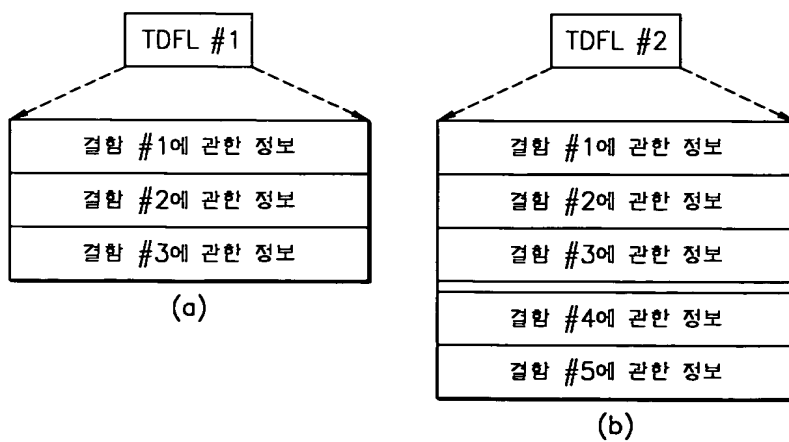 TDFL #1
결함 #1에 관한 정보
결함 #2에 관한 정보
결함 #3에 관한 정보
(a)
TDFL #2
결함 #1에 관한 정보
결함 #2에 관한 정보
결함 #3에 관한 정보
결함 #4에 관한 정보
결함 #5에 관한 정보
(b)